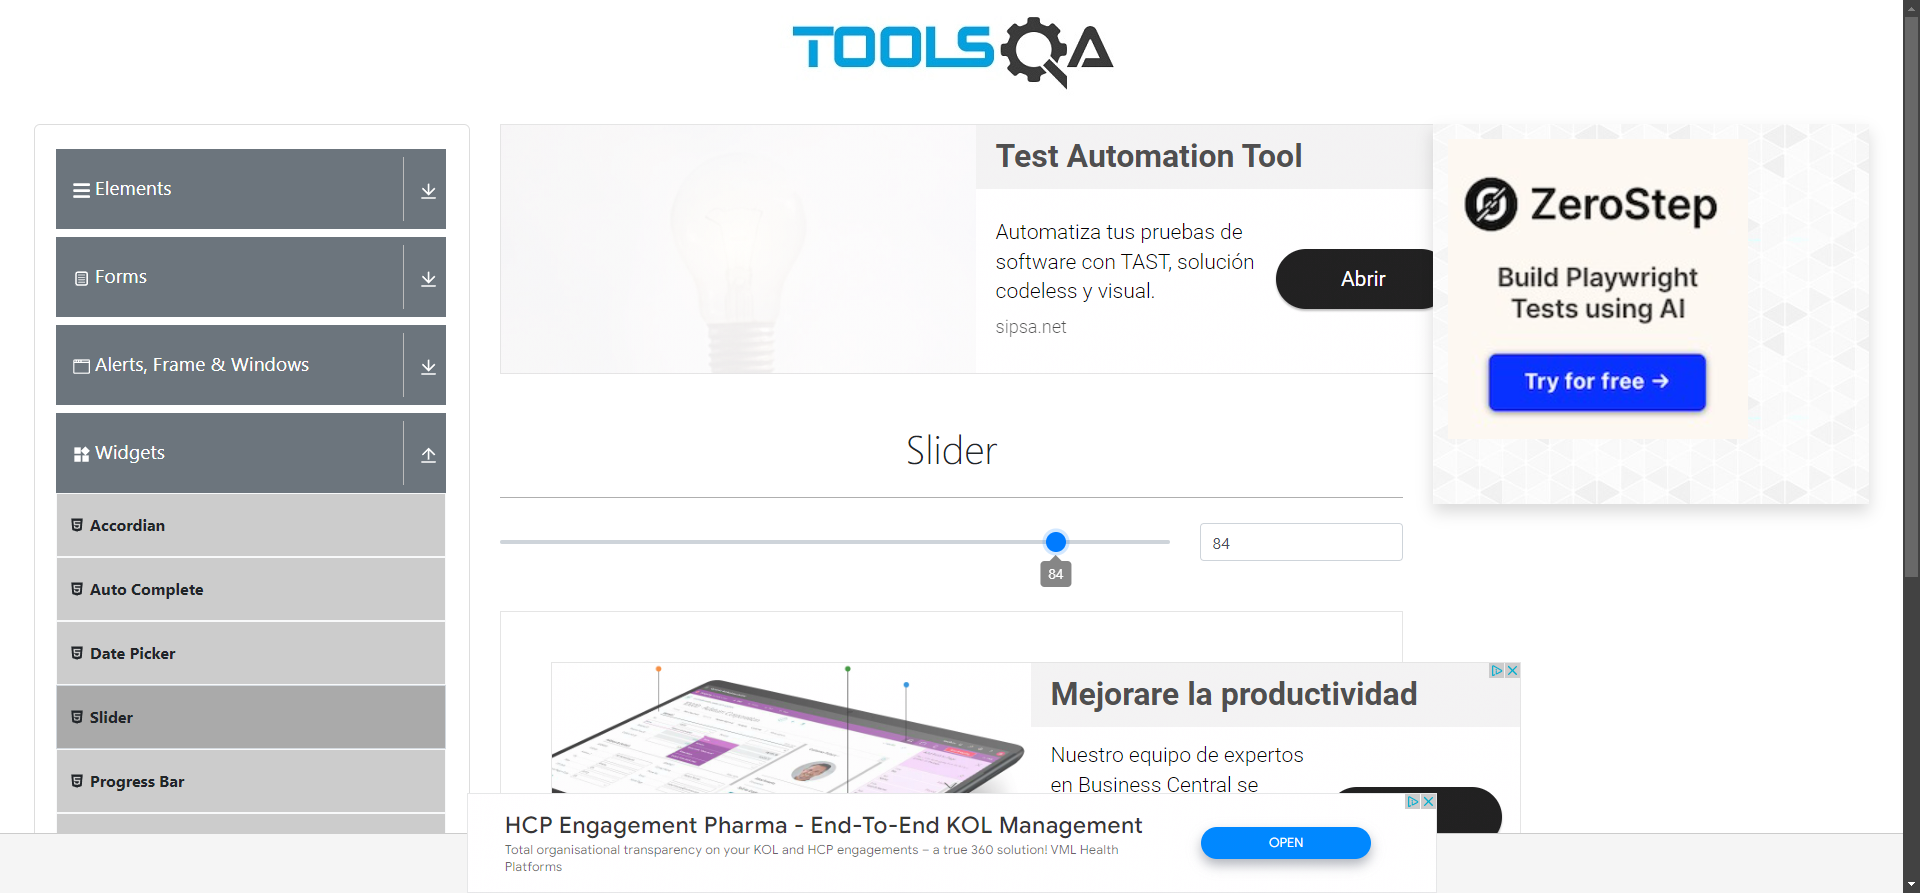 TOOLSQA
Elements
Forms
Alerts, Frame & Windows
Widgets
Accordian
Auto Complete
Date Picker
Slider
Progress Bar
Test Automation Tool
Automatiza tus pruebas de
software con TAST, solución
codeless y visual.
sipsa.net
Abrir
ZeroStep
Build Playwright
Tests using AI
Try for free →
Slider
84
84
Mejorare la productividad
Nuestro equipo de expertos
en Business Central se
HCP Engagement Pharma - End-To-End KOL Management
Total organisational transparency on your KOL and HCP engagements – a true 360 solution! VML Health
Platforms
OPEN